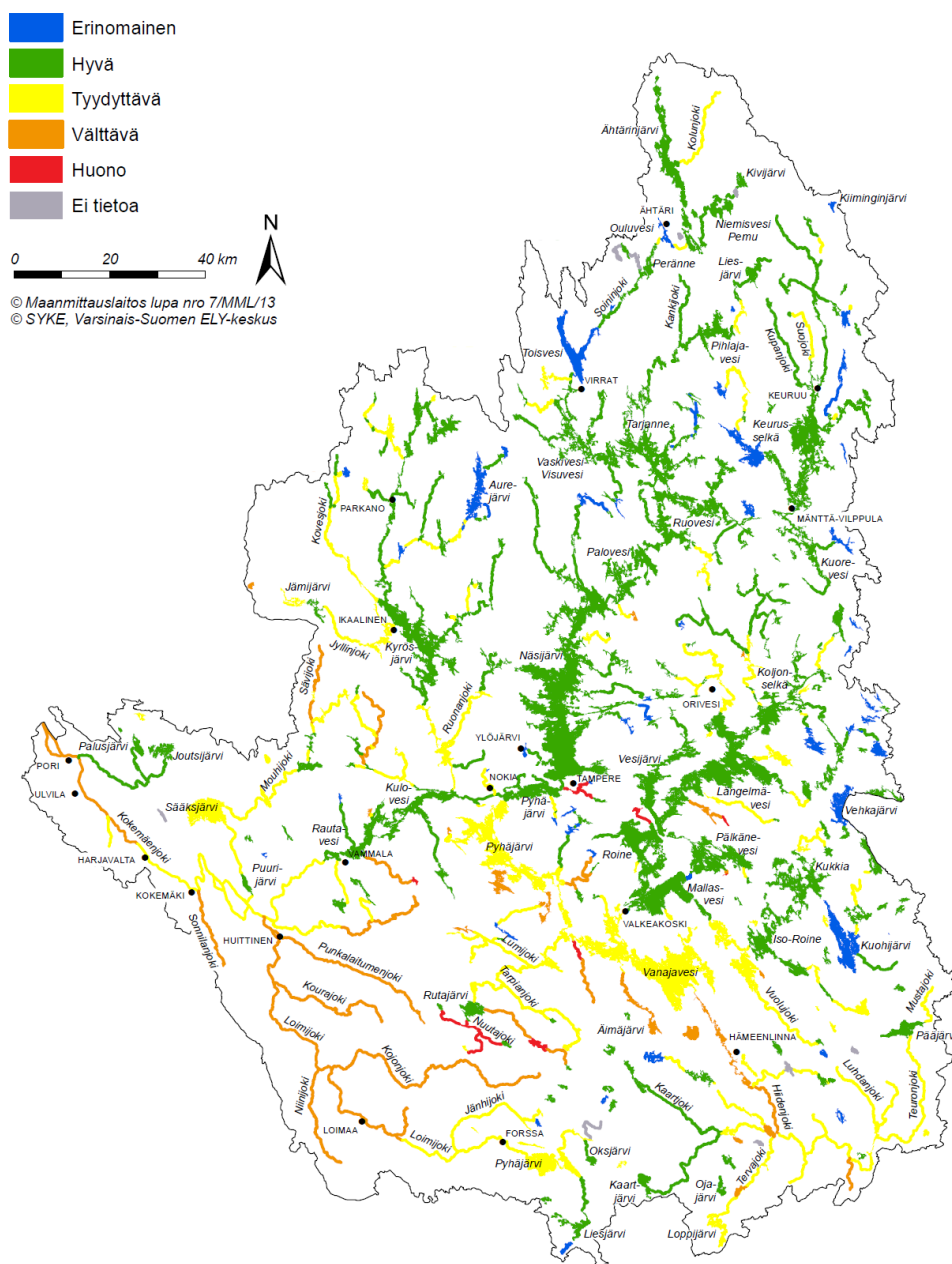 Erinomainen
Hyvä
Tyydyttävä
Välttävä
Huono
Ei tietoa
N
0 20 40 km
© Maanmittauslaitos lupa nro 7/MML/13
© SYKE, Varsinais-Suomen ELY-keskus
Ähtärinjärvi
Kolunjoki
Kivijärvi
Kiiminginjärvi
ÄHTÄRI
Ouluvesi
Niemisvesi
Pemu
Peränne
Lies-
järvi
Soininjoki
Kankijoki
Kupanjoki
Suojoki
Pihlaja-
vesi
Toisvesi
VIRRAT
KEURUU
Tarjanne
Keurus-
selkä
Vaskivesi-
Visuvesi
Aure-
järvi
Kovesjoki
PARKANO
MÄNTTÄ-VILPPULA
Ruovesi
Palovesi
Kuore-
vesi
Jämijärvi
IKAALINEN
Jyllinjoki
Kyrös-
järvi
Sävijoki
Näsijärvi
Koljon-
selkä
Ruonanjoki
ORIVESI
YLÖJÄRVI
Palusjärvi
Joutsijärvi
PORI
Mouhijoki
Vesijärvi
ULVILA
Kulo-
vesi
NOKIA
TAMPERE
Längelmä-
vesi
Sääksjärvi
Pyhä-
järvi
Vehkajärvi
Kokemäenjoki
Rauta-
vesi
HARJAVALTA
VAMMALA
Pyhäjärvi
Roine
Pälkäne-
vesi
Puuri-
järvi
Kukkia
KOKEMÄKI
Mallas-
vesi
VALKEAKOSKI
Sonnilanjoki
HUITTINEN
Lumijoki
Iso-Roine
Kuohijärvi
Punkalaitumenjoki
Tarpianjoki
Vanajavesi
Kourajoki
Rutajärvi
Vuolujoki
Mustajoki
Loimijoki
Nuutajoki
Äimäjärvi
HÄMEENLINNA
Pääjärvi
Kojonjoki
Luhdanjoki
Niinijoki
Jänhijoki
Kaartjoki
Hiidenjoki
Teuronjoki
LOIMAA
Loimijoki
FORSSA
Oksjärvi
Pyhäjärvi
Tervajoki
Kaart-
järvi
Oja-
järvi
Liesjärvi
Loppijärvi